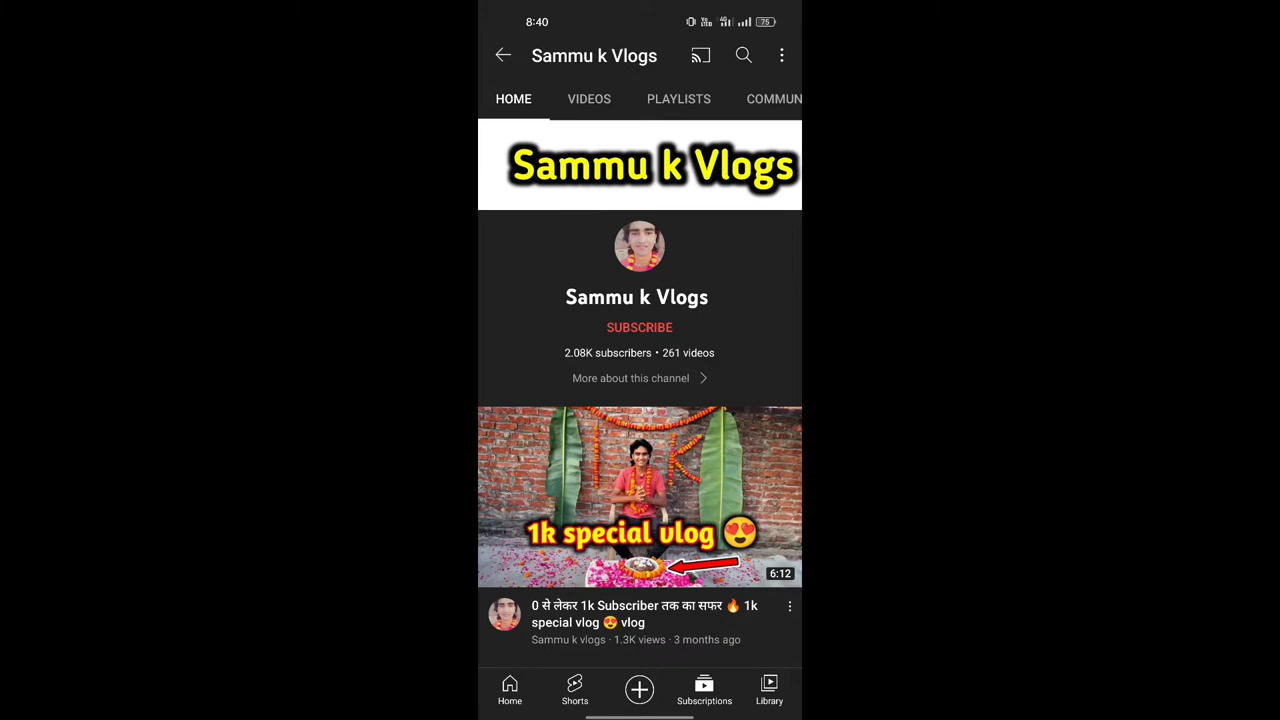 8:40
75
Sammu k Vlogs
HOME VIDEOS PLAYLISTS COMMUN
Sammu k Vlogs
Sammu k Vlogs
SUBSCRIBE
2.08K subscribers • 261 videos
More about this channel
1K
1k special vlog 😍
6:12
0 से लेकर 1k Subscriber तक का सफर 🔥 1k
special vlog 😍 vlog
Sammu k vlogs · 1.3K views · 3 months ago
Home Shorts Subscriptions Library